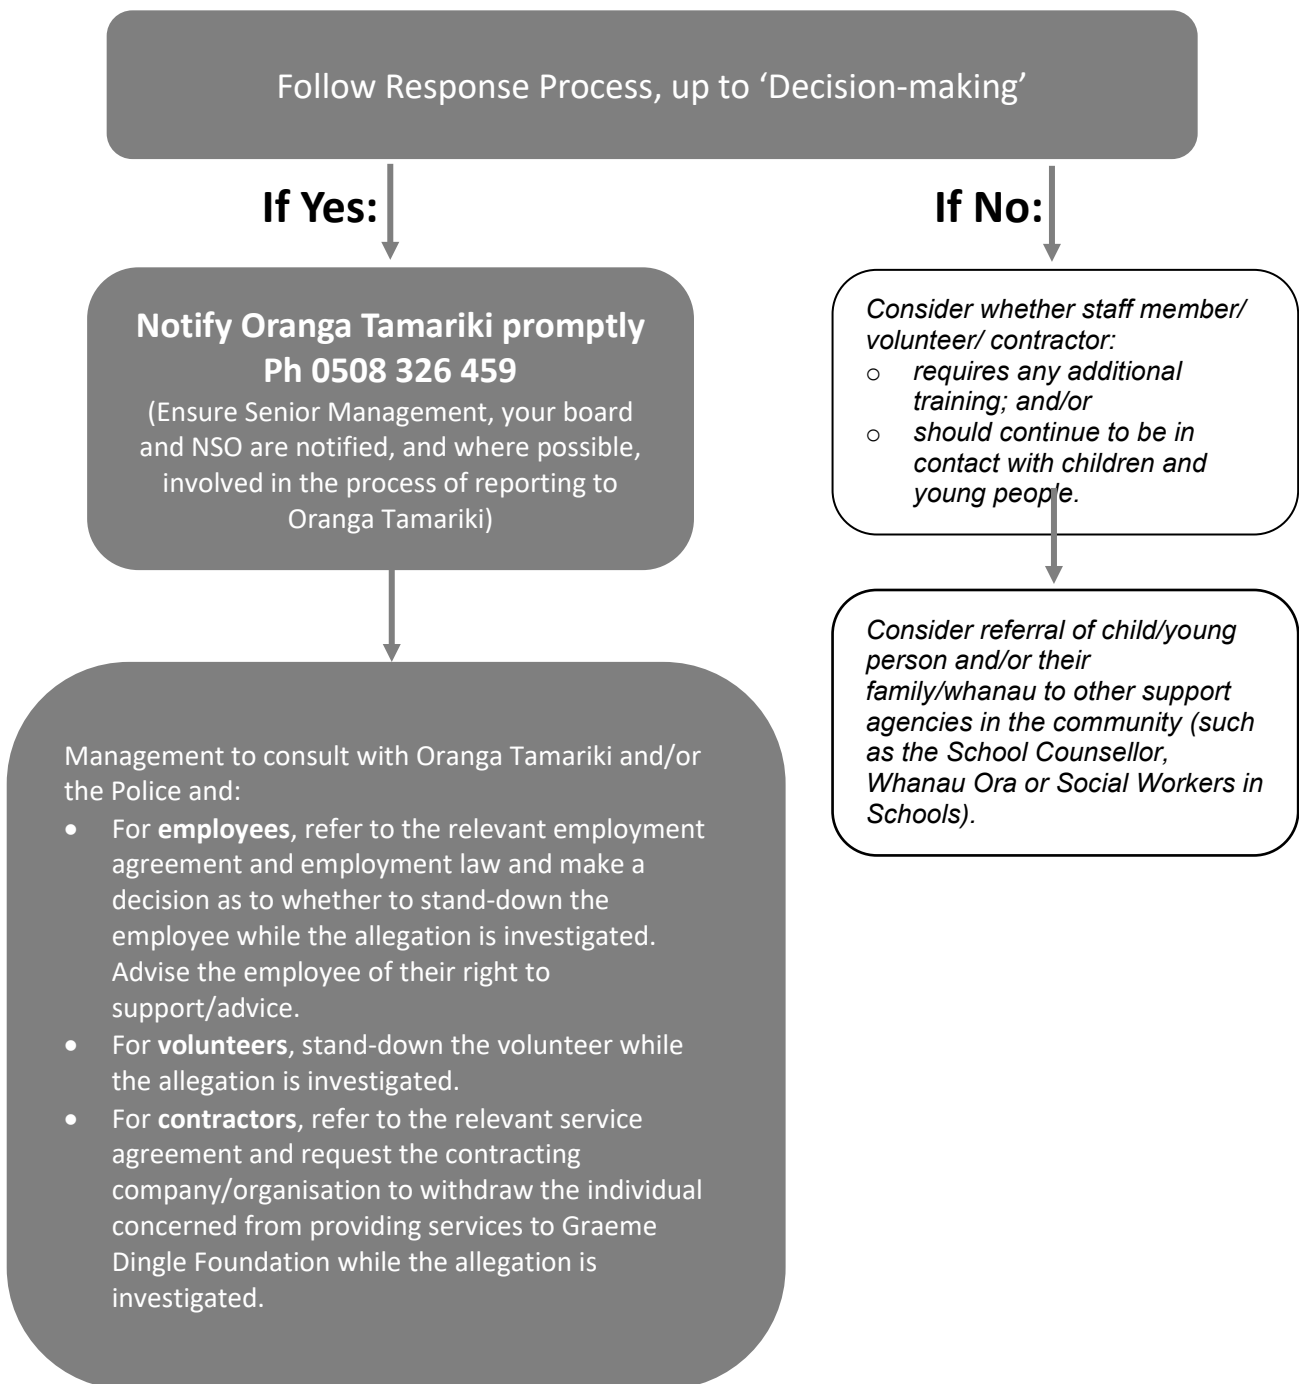 Follow Response Process, up to ‘Decision-making’
If Yes:
Notify Oranga Tamariki promptly
Ph 0508 326 459
(Ensure Senior Management, your board
and NSO are notified, and where possible,
involved in the process of reporting to
Oranga Tamariki)
Management to consult with Oranga Tamariki and/or
the Police and:
• For employees, refer to the relevant employment
agreement and employment law and make a
decision as to whether to stand-down the
employee while the allegation is investigated.
Advise the employee of their right to
support/advice.
• For volunteers, stand-down the volunteer while
the allegation is investigated.
• For contractors, refer to the relevant service
agreement and request the contracting
company/organisation to withdraw the individual
concerned from providing services to Graeme
Dingle Foundation while the allegation is
investigated.
If No:
Consider whether staff member/
volunteer/ contractor:
o requires any additional
training; and/or
o should continue to be in
contact with children and
young people.
Consider referral of child/young
person and/or their
family/whanau to other support
agencies in the community (such
as the School Counsellor,
Whanau Ora or Social Workers in
Schools).